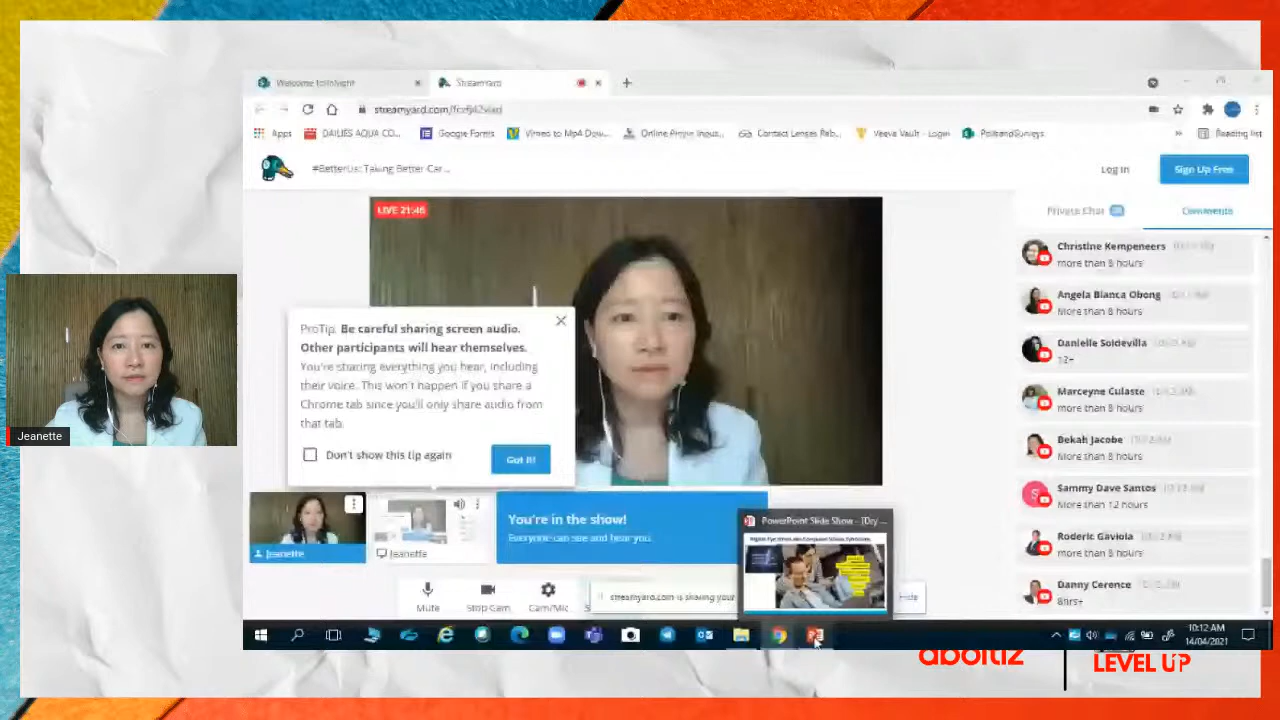 Welcome to
StreamYard
DAILIES AQUA CO...
Google Forms
Vimeo to Mp4 Dow...
Contact Lenses Reb...
Veeva Vault - Login
PollsandSurveys
»
Reading list
Apps
#BetterUs: Taking Better Car...
Log In
Sign Up Free
LIVE 21:46
Private Chat
Comments
Christine Kempeneers
more than 8 hours
Angela Bianca Obong
More than 8 hours
Danielle Soldevilla
12+
Marceyne Culaste
more than 8 hours
Bekah Jacobe
More than 8 hours
Sammy Dave Santos
More than 12 hours
Roderic Gaviola
more than 8 hours
Danny Cerence
8hrs+
ProTip: Be careful sharing screen audio.
Other participants will hear themselves.
You're sharing everything you hear, including
their voice. This won't happen if you share a
Chrome tab since you'll only share audio from
that tab.
Don't show this tip again
Got it!
Jeanette
You're in the show!
Everyone can see and hear you.
Jeanette
Jeanette
PowerPoint Slide Show - [Dry ...
Mute
Stop Cam
Cam/Mic
streamyard.com is sharing your
Hide
10:12 AM
14/04/2021
aboitiz
LEVEL UP